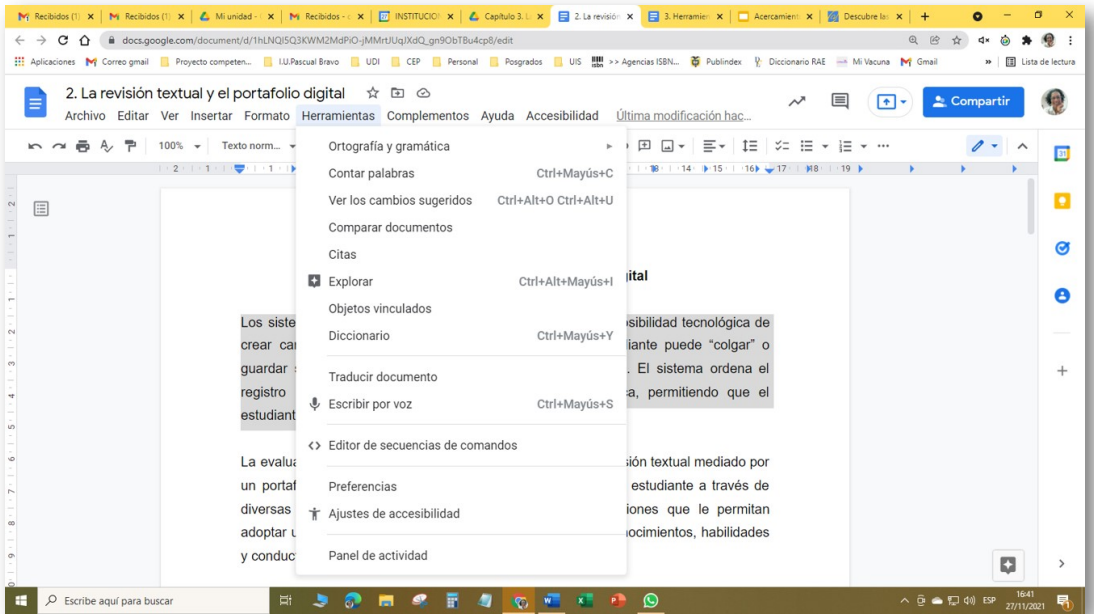 Recibidos (1)
Recibidos (1)
Mi unidad -
Recibidos -
INSTITUCIO
Capítulo 3. L
2. La revisión
3. Herramien
Acercamient
Descubre las
docs.google.com/document/d/1hLNQI5Q3KWM2MdPiO-jMMrtJUqJXdQ_gn9ObTBu4cp8/edit
Aplicaciones Correo gmail Proyecto competen... I.U.Pascual Bravo UDI CEP Personal Posgrados UIS >> Agencias ISBN... Publindex Diccionario RAE Mi Vacuna Gmail » Lista de lectura
2. La revisión textual y el portafolio digital
Archivo Editar Ver Insertar Formato Herramientas Complementos Ayuda Accesibilidad Última modificación hac...
Compartir
100% Texto norm...
Ortografía y gramática
Contar palabras Ctrl+Mayús+C
Ver los cambios sugeridos Ctrl+Alt+O Ctrl+Alt+U
Comparar documentos
Citas
Explorar Ctrl+Alt+Mayús+I
Objetos vinculados
Diccionario Ctrl+Mayús+Y
Traducir documento
Escribir por voz Ctrl+Mayús+S
Editor de secuencias de comandos
Preferencias
Ajustes de accesibilidad
Panel de actividad
ital
Los siste sibilidad tecnológica de
crear car iante puede “colgar” o
guardar . El sistema ordena el
registro a, permitiendo que el
estudiant
La evalua ión textual mediado por
un portaf estudiante a través de
diversas iones que le permitan
adoptar u ocimientos, habilidades
y conduc
Escribe aquí para buscar
ESP
16:41
27/11/2021